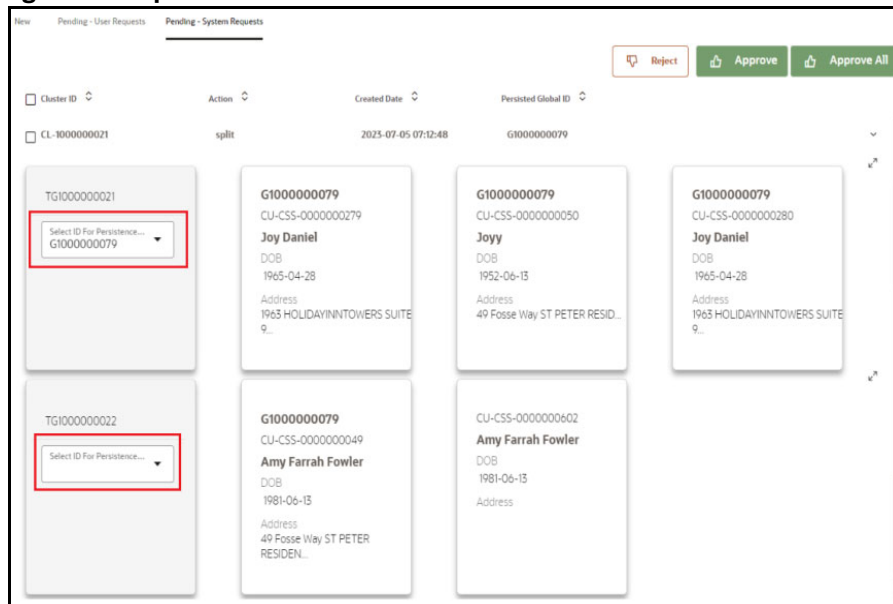 New Pending - User Requests Pending - System Requests
Reject Approve Approve All
Cluster ID Action Created Date Persisted Global ID
CL-1000000021 split 2023-07-05 07:12:48 G1000000079
TG1000000021
Select ID For Persistence...
G1000000079
G1000000079
CU-CSS-0000000279
Joy Daniel
DOB
1965-04-28
Address
1963 HOLIDAYINNTOWERS SUITE
9...
G1000000079
CU-CSS-0000000050
Joyy
DOB
1952-06-13
Address
49 Fosse Way ST PETER RESID...
G1000000079
CU-CSS-0000000280
Joy Daniel
DOB
1965-04-28
Address
1963 HOLIDAYINNTOWERS SUITE
9...
TG1000000022
Select ID For Persistence...
G1000000079
CU-CSS-0000000049
Amy Farrah Fowler
DOB
1981-06-13
Address
49 Fosse Way ST PETER
RESIDEN...
CU-CSS-0000000602
Amy Farrah Fowler
DOB
1981-06-13
Address